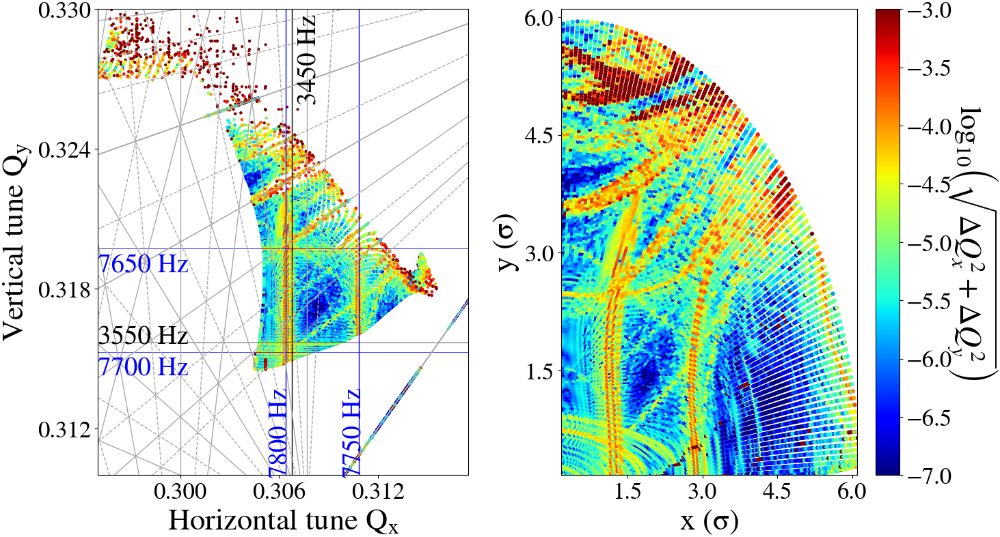 0.330
0.324
0.318
0.312
Vertical tune Qy
3450 Hz
7650 Hz
3550 Hz
7700 Hz
7800 Hz
7750 Hz
0.300 0.306 0.312
Horizontal tune Qx
6.0
4.5
3.0
1.5
y (σ)
1.5 3.0 4.5 6.0
x (σ)
−3.0
−3.5
−4.0
−4.5
−5.0
−5.5
−6.0
−6.5
−7.0
log10(√ΔQx² + ΔQy²)